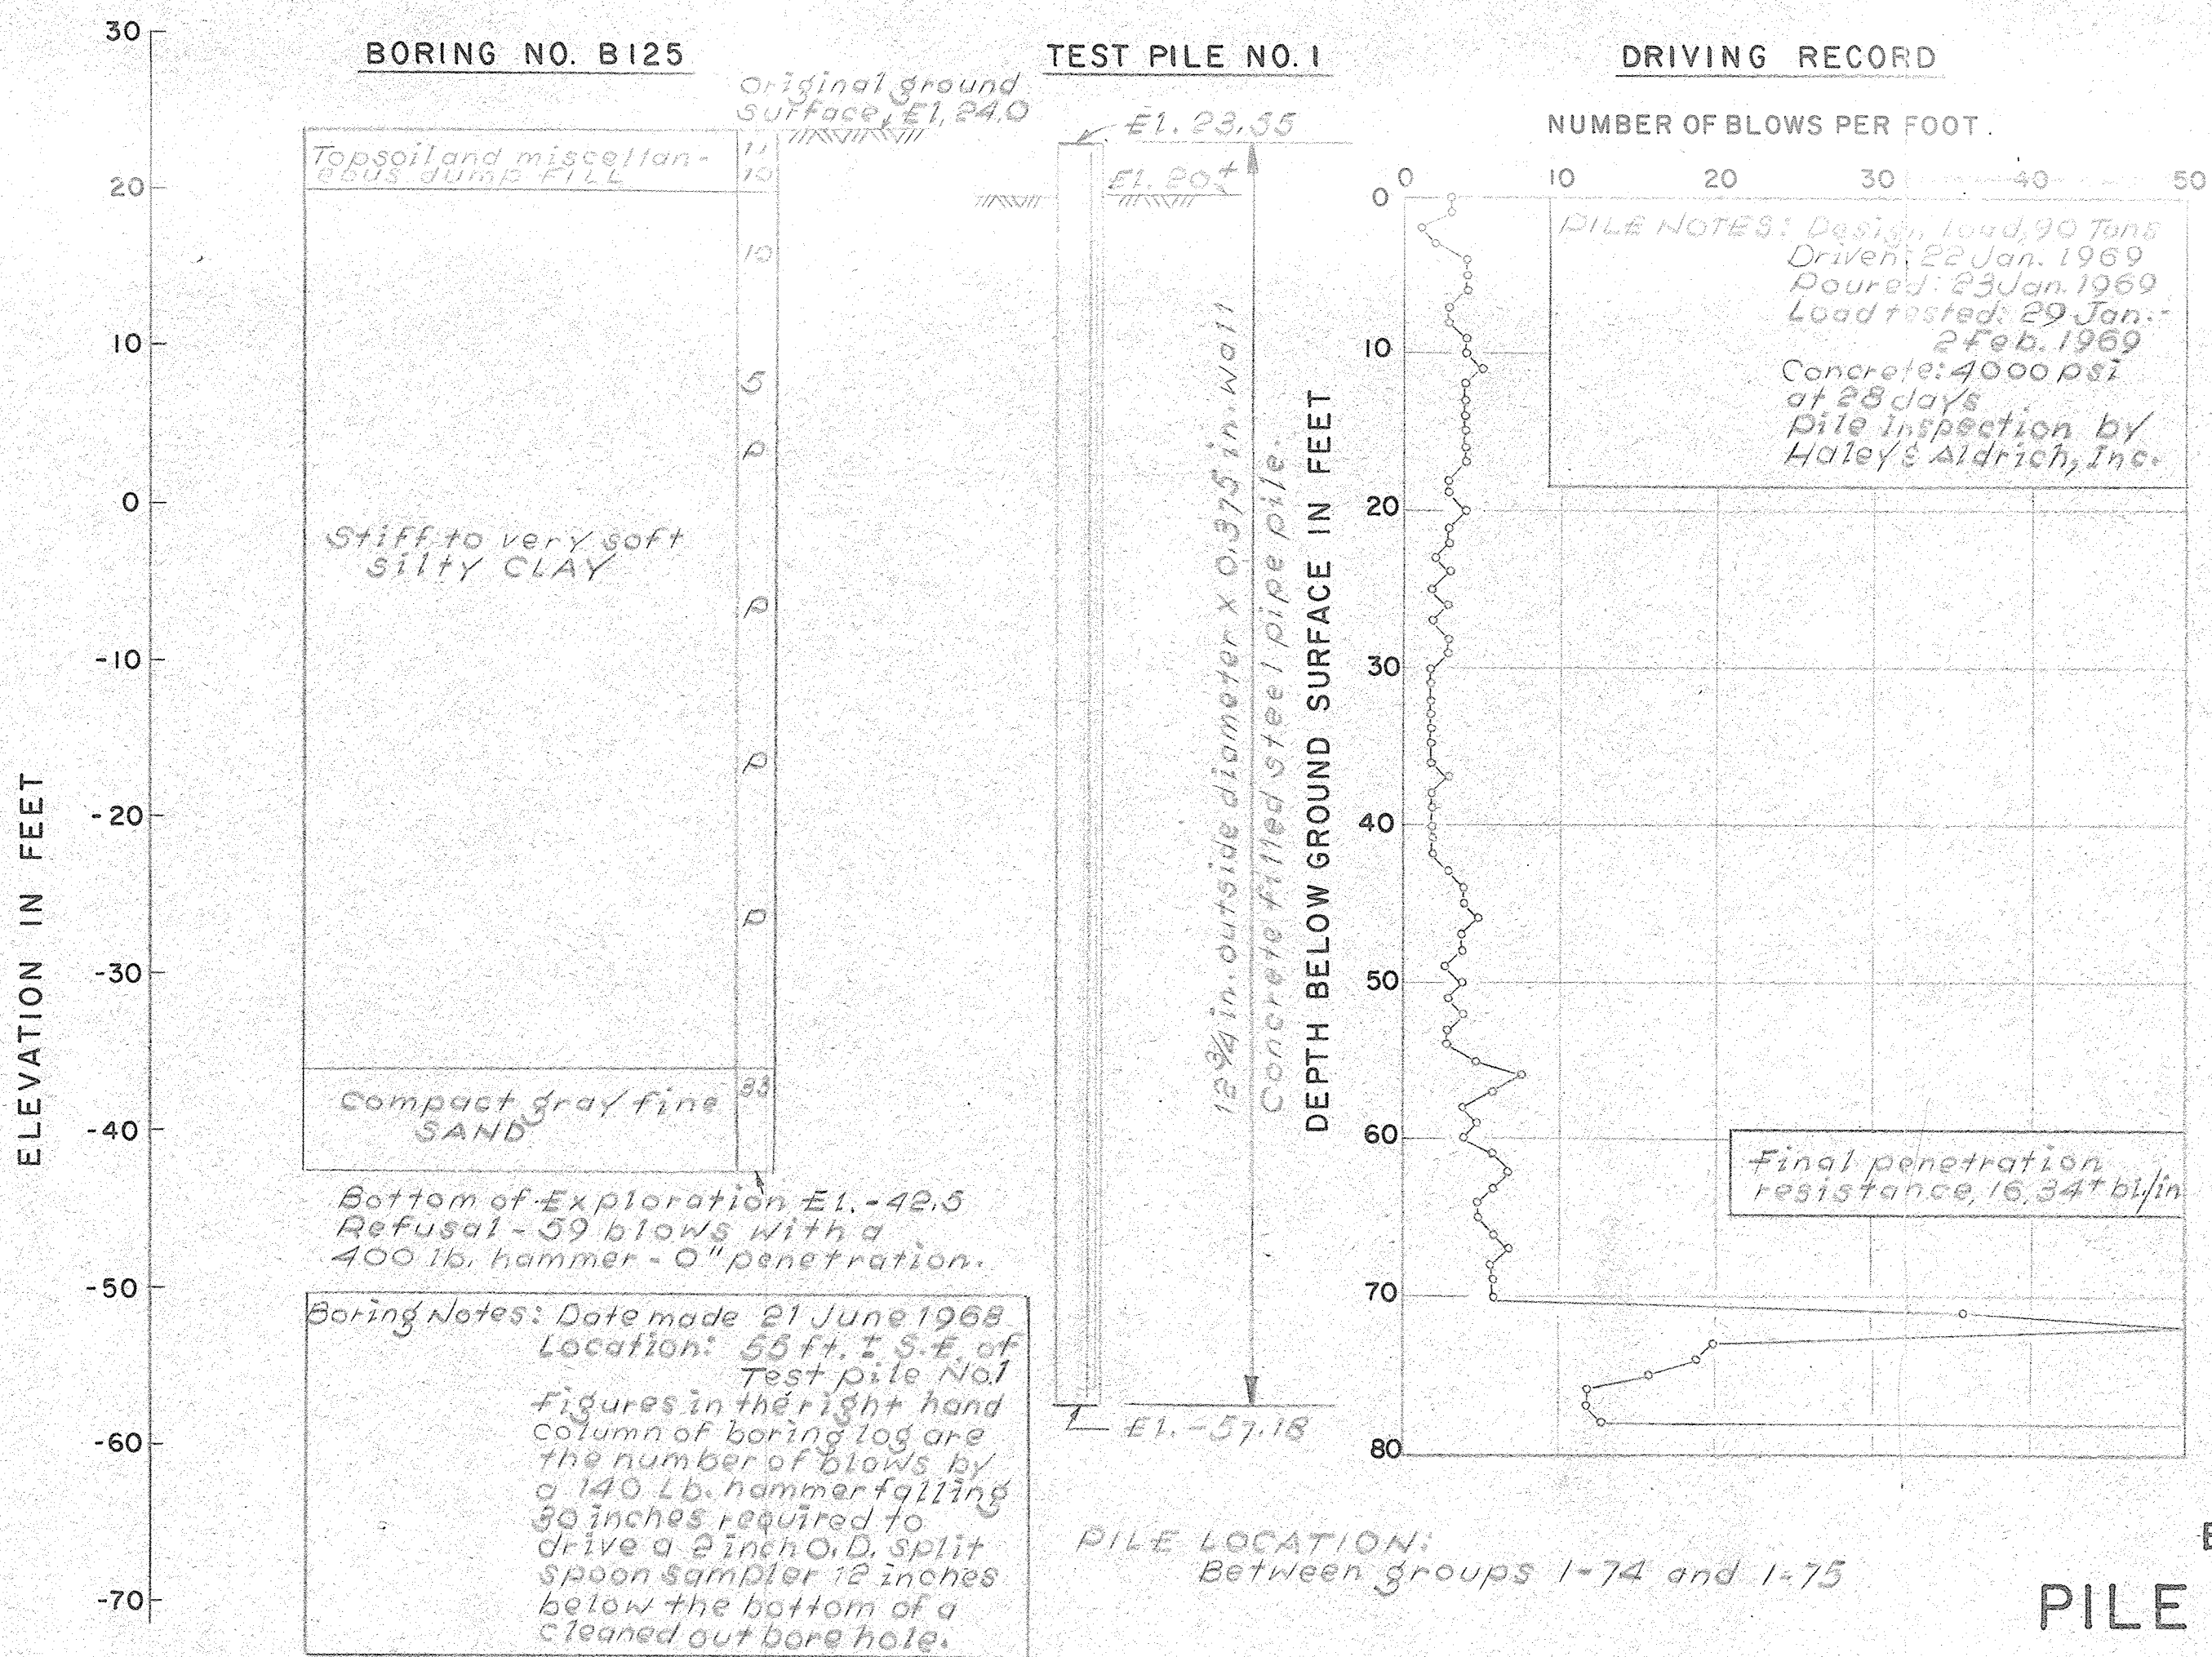 BORING NO. B125
Original ground
surface, El. 24.0
Topsoil and miscellan-
eous dump FILL
11
10
10
5
P
Stiff to very soft
silty CLAY
P
P
P
33
Compact gray fine
SAND
Bottom of Exploration El. -42.5
Refusal - 59 blows with a
400 lb. hammer - 0" penetration.
Boring Notes: Date made 21 June 1968
Location: 55 ft. ± S.E. of
Test pile No.1
Figures in the right hand
column of boring log are
the number of blows by
a 140 Lb. hammer falling
30 inches required to
drive a 2 inch O.D. split
spoon sampler 12 inches
below the bottom of a
cleaned out bore hole.
ELEVATION IN FEET
30
20
10
0
-10
-20
-30
-40
-50
-60
-70
TEST PILE NO. 1
El. 23.35
El. 20±
12 3/4 in. outside diameter x 0.375 in. wall
Concrete filled steel pipe pile.
El. -57.18
DRIVING RECORD
NUMBER OF BLOWS PER FOOT.
0 10 20 30 40 50
DEPTH BELOW GROUND SURFACE IN FEET
0
10
20
30
40
50
60
70
80
PILE NOTES: Design load, 90 Tons
Driven: 22 Jan. 1969
Poured: 23 Jan. 1969
Load tested: 29 Jan.-
2 Feb. 1969
Concrete: 4000 psi
at 28 days
Pile Inspection by
Haley & Aldrich, Inc.
Final penetration
resistance, 16,34+ bl./in
PILE LOCATION:
Between groups 1-74 and 1-75
PILE